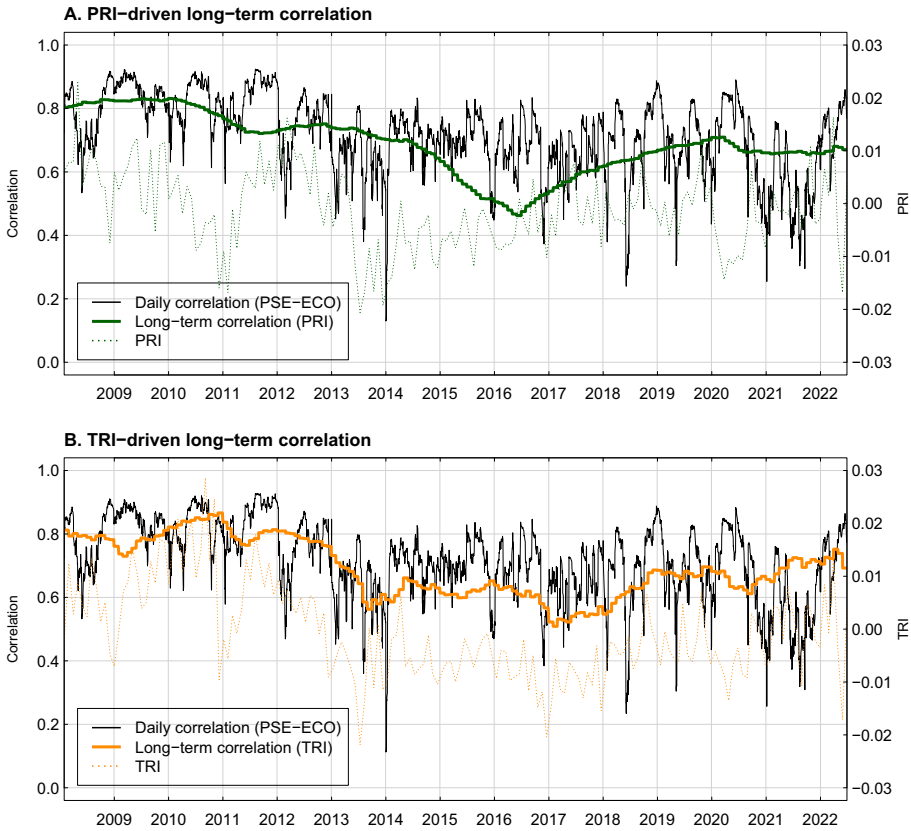 A. PRI−driven long−term correlation
1.0
0.8
0.6
0.4
0.2
0.0
Correlation
0.03
0.02
0.01
0.00
−0.01
−0.02
−0.03
PRI
Daily correlation (PSE−ECO)
Long−term correlation (PRI)
PRI
2009 2010 2011 2012 2013 2014 2015 2016 2017 2018 2019 2020 2021 2022
B. TRI−driven long−term correlation
1.0
0.8
0.6
0.4
0.2
0.0
Correlation
0.03
0.02
0.01
0.00
−0.01
−0.02
−0.03
TRI
Daily correlation (PSE−ECO)
Long−term correlation (TRI)
TRI
2009 2010 2011 2012 2013 2014 2015 2016 2017 2018 2019 2020 2021 2022